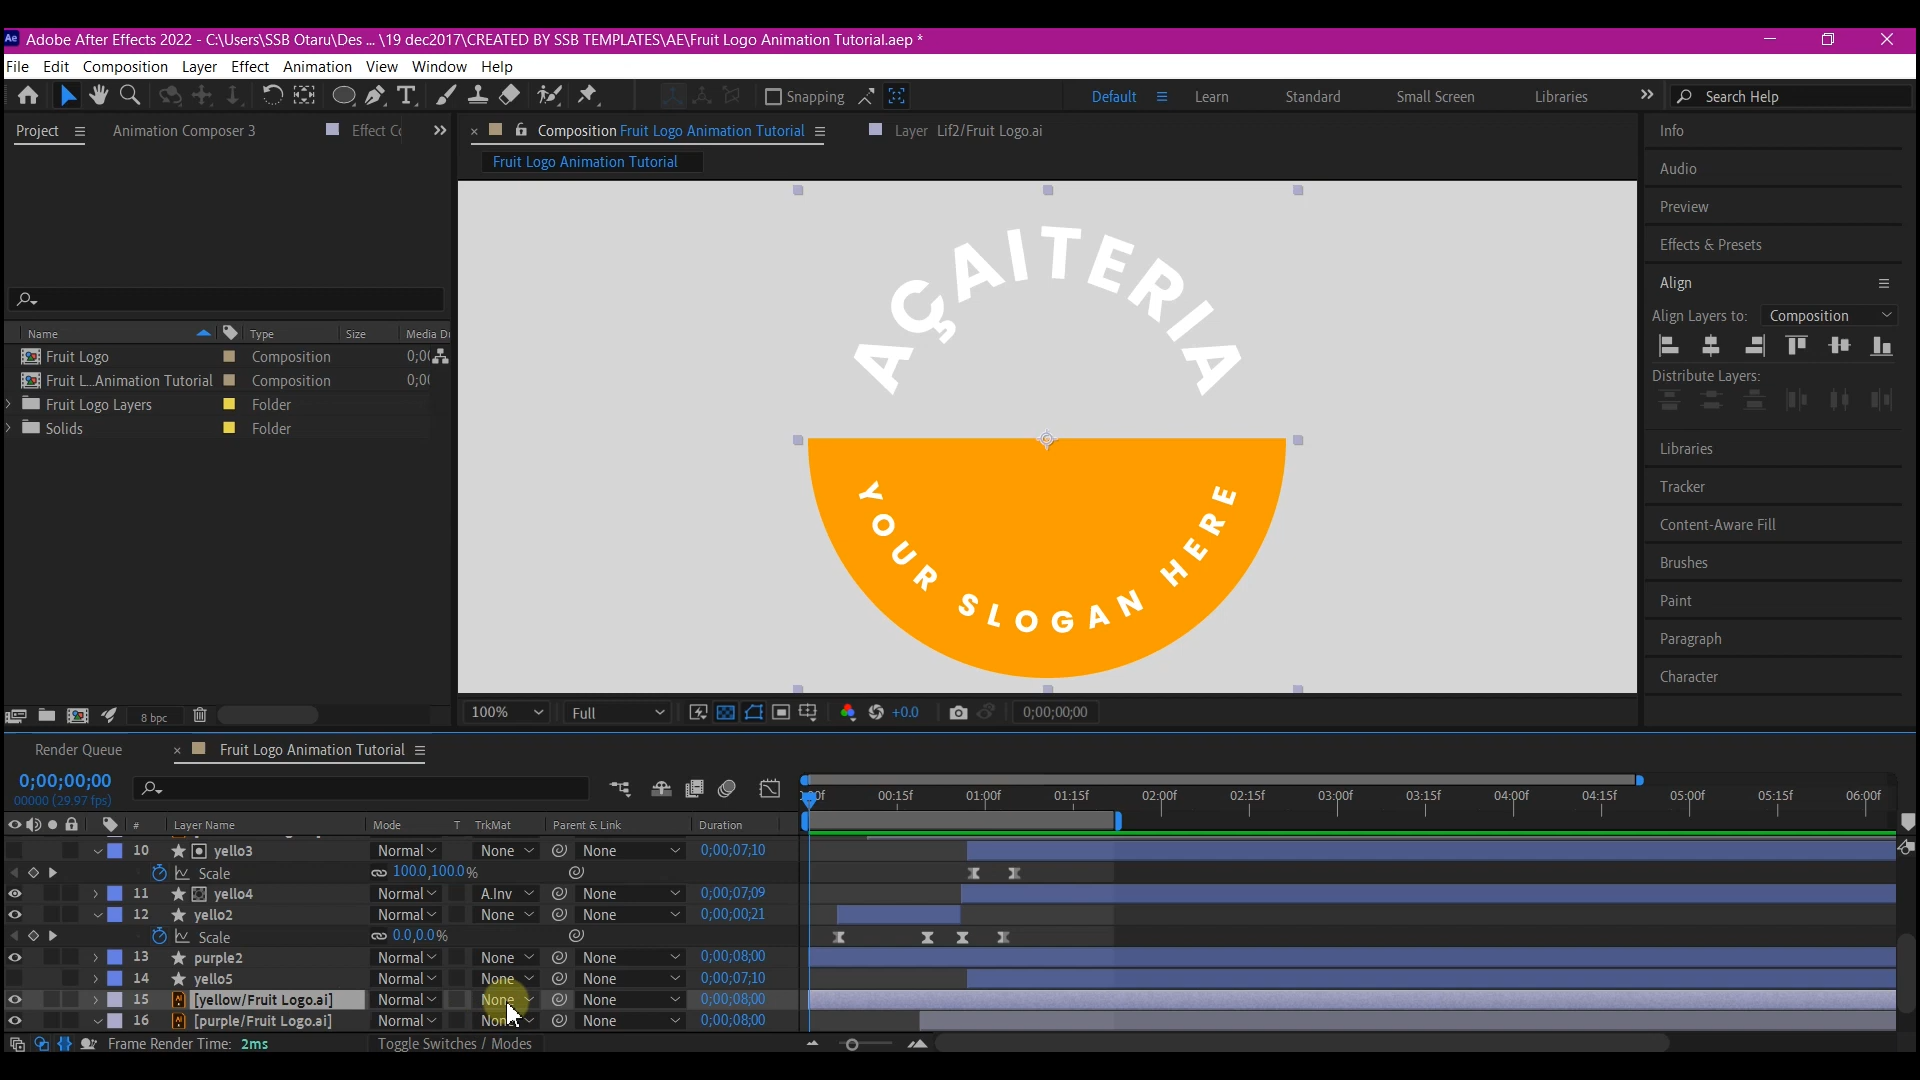 Ae Adobe After Effects 2022 - C:\Users\SSB Otaru\Des ... \19 dec2017\CREATED BY SSB TEMPLATES\AE\Fruit Logo Animation Tutorial.aep *
File Edit Composition Layer Effect Animation View Window Help
Snapping Default Learn Standard Small Screen Libraries Search Help
Project Animation Composer 3 Effect Composition Fruit Logo Animation Tutorial Layer Lif2/Fruit Logo.ai Info
Fruit Logo Animation Tutorial
Audio
Preview
Effects & Presets
Align
Align Layers to: Composition
Distribute Layers:
Libraries
Tracker
Content-Aware Fill
Brushes
Paint
Paragraph
Character
Name Type Size Media
Fruit Logo Composition
Fruit L...Animation Tutorial Composition
Fruit Logo Layers Folder
Solids Folder
AÇAITERIA
YOUR SLOGAN HERE
8 bpc 100% Full +0.0 0;00;00;00
Render Queue Fruit Logo Animation Tutorial
0;00;00;00
00000 (29.97 fps)
00:15f 01:00f 01:15f 02:00f 02:15f 03:00f 03:15f 04:00f 04:15f 05:00f 05:15f 06:00f
# Layer Name Mode T TrkMat Parent & Link Duration
10 yello3 Normal None None 0;00;07;10
Scale 100.0,100.0%
11 yello4 Normal A.Inv None 0;00;07;09
12 yello2 Normal None None 0;00;00;21
Scale 0.0,0.0%
13 purple2 Normal None None 0;00;08;00
14 yello5 Normal None None 0;00;07;10
15 [yellow/Fruit Logo.ai] Normal None None 0;00;08;00
16 [purple/Fruit Logo.ai] Normal None None 0;00;08;00
Frame Render Time: 2ms Toggle Switches / Modes